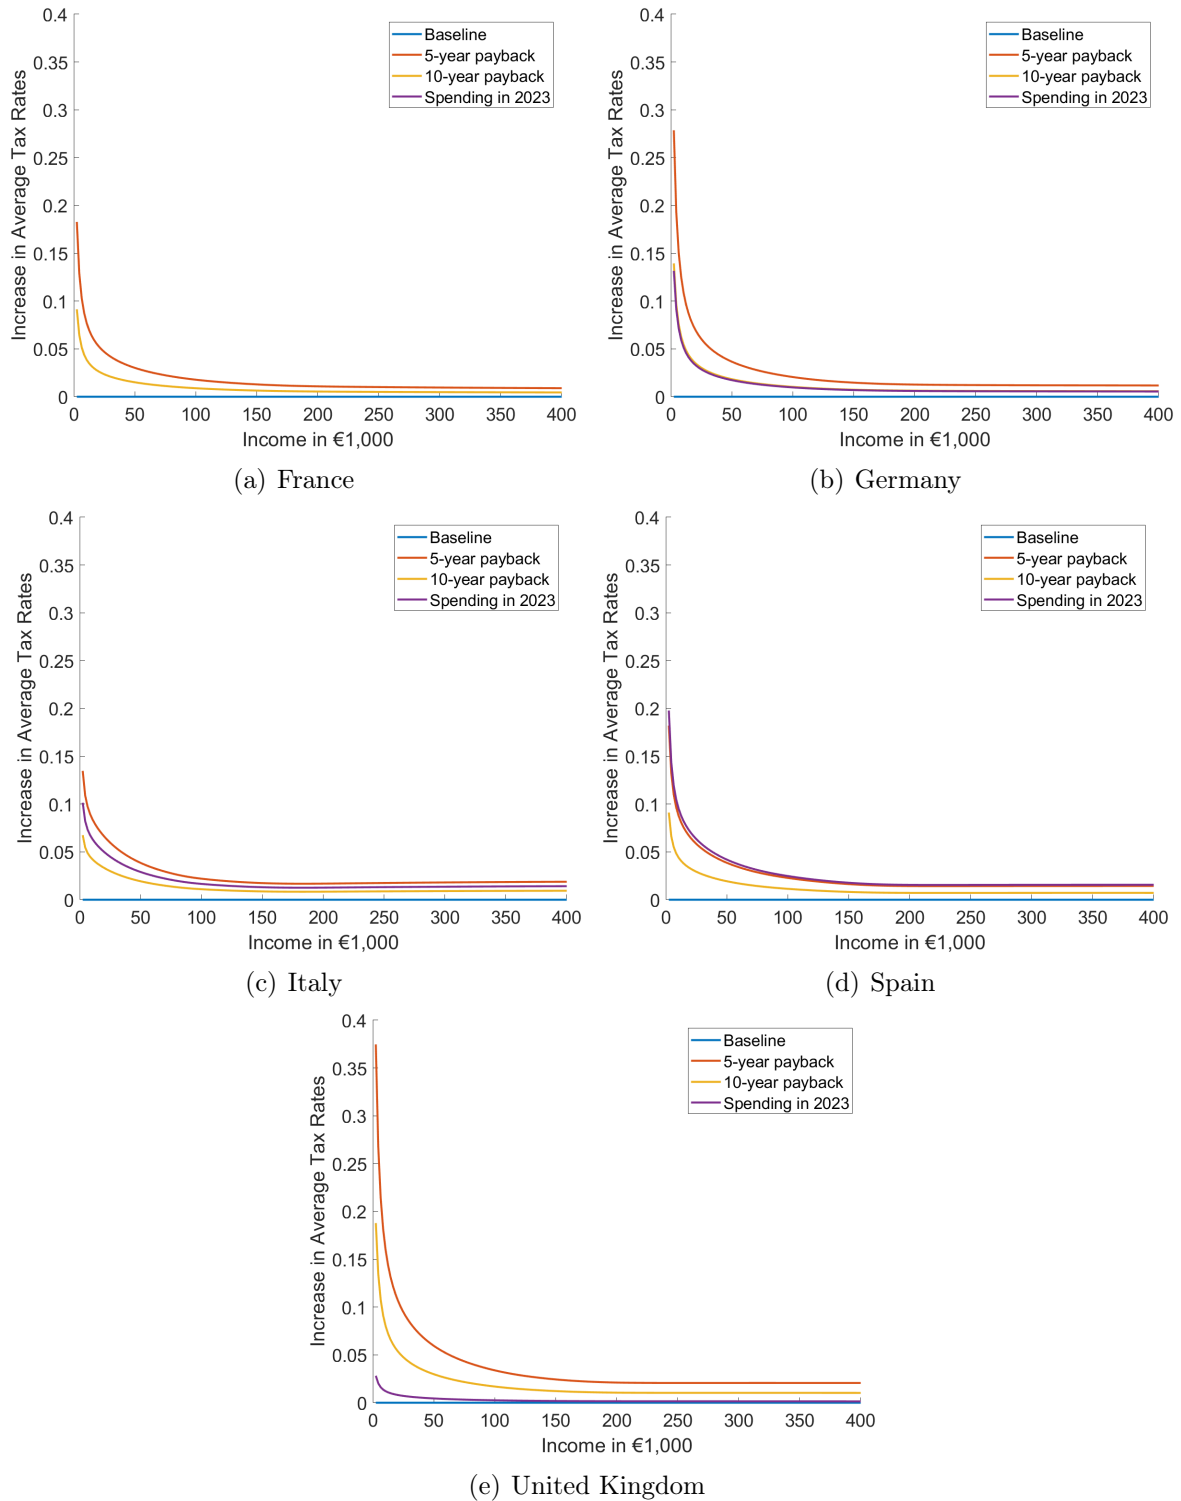 Increase in Average Tax Rates
0.4
0.35
0.3
0.25
0.2
0.15
0.1
0.05
0
Baseline
5-year payback
10-year payback
Spending in 2023
0 50 100 150 200 250 300 350 400
Income in €1,000
(a) France
Increase in Average Tax Rates
0.4
0.35
0.3
0.25
0.2
0.15
0.1
0.05
0
Baseline
5-year payback
10-year payback
Spending in 2023
0 50 100 150 200 250 300 350 400
Income in €1,000
(b) Germany
Increase in Average Tax Rates
0.4
0.35
0.3
0.25
0.2
0.15
0.1
0.05
0
Baseline
5-year payback
10-year payback
Spending in 2023
0 50 100 150 200 250 300 350 400
Income in €1,000
(c) Italy
Increase in Average Tax Rates
0.4
0.35
0.3
0.25
0.2
0.15
0.1
0.05
0
Baseline
5-year payback
10-year payback
Spending in 2023
0 50 100 150 200 250 300 350 400
Income in €1,000
(d) Spain
Increase in Average Tax Rates
0.4
0.35
0.3
0.25
0.2
0.15
0.1
0.05
0
Baseline
5-year payback
10-year payback
Spending in 2023
0 50 100 150 200 250 300 350 400
Income in €1,000
(e) United Kingdom